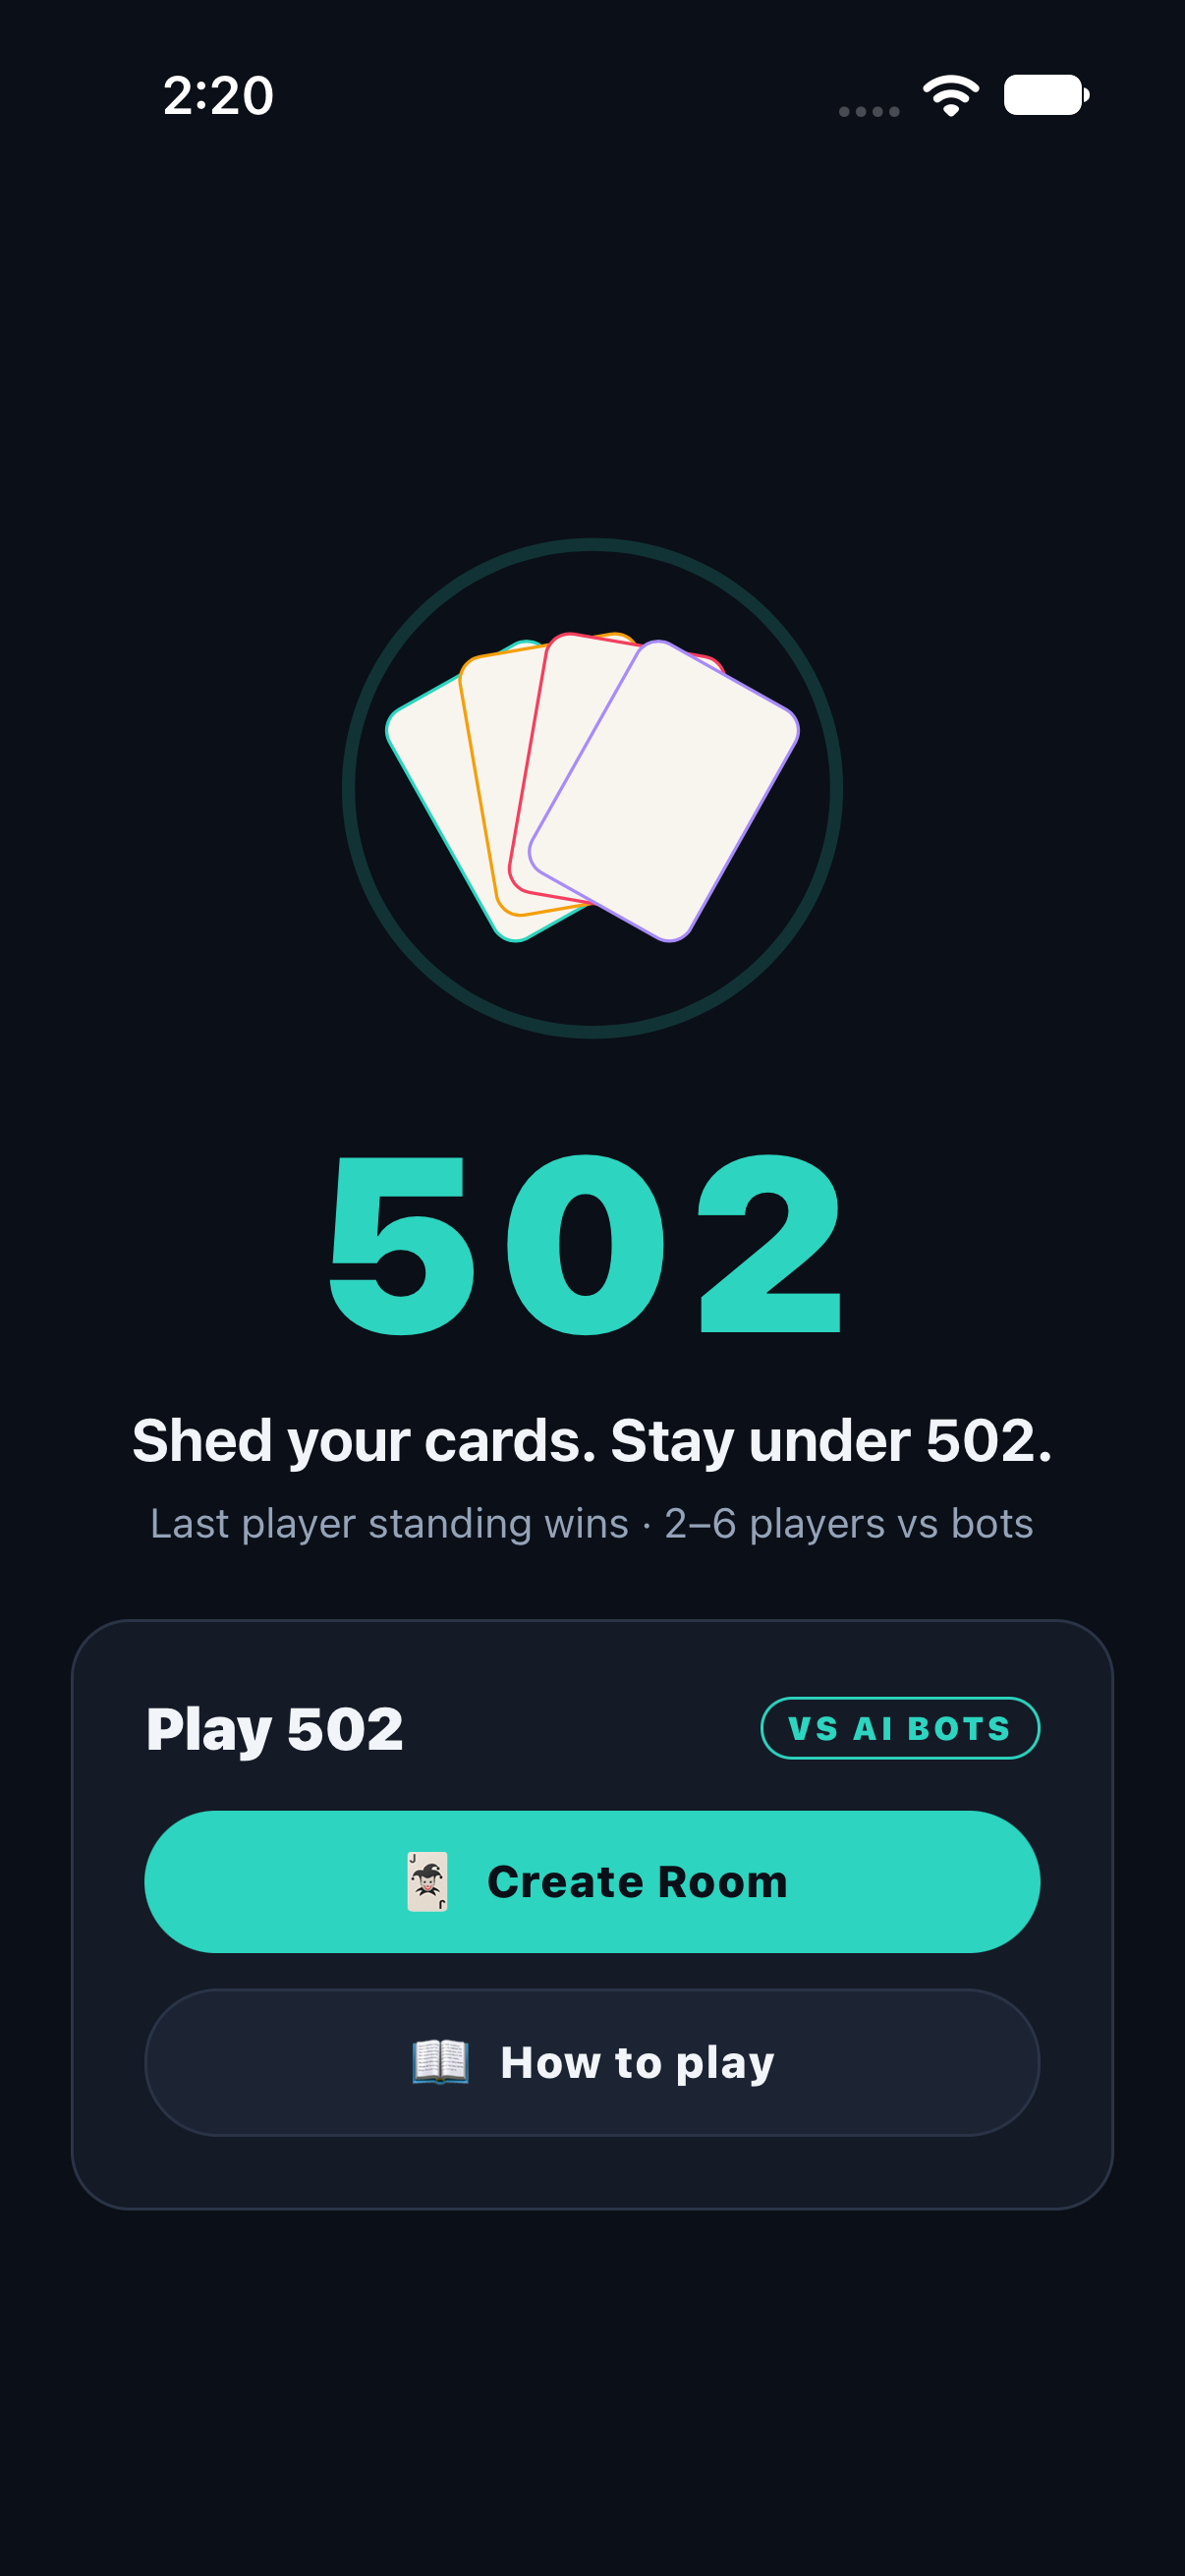 2:20
502
Shed your cards. Stay under 502.
Last player standing wins · 2–6 players vs bots
Play 502
VS AI BOTS
🃏 Create Room
📖 How to play